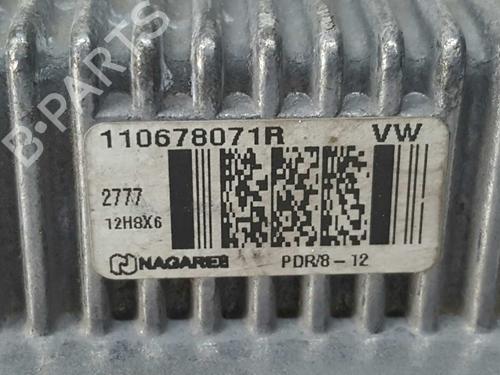 B-PARTS
110678071R VW
2777
12H8X6
NAGARES PDR/8-12